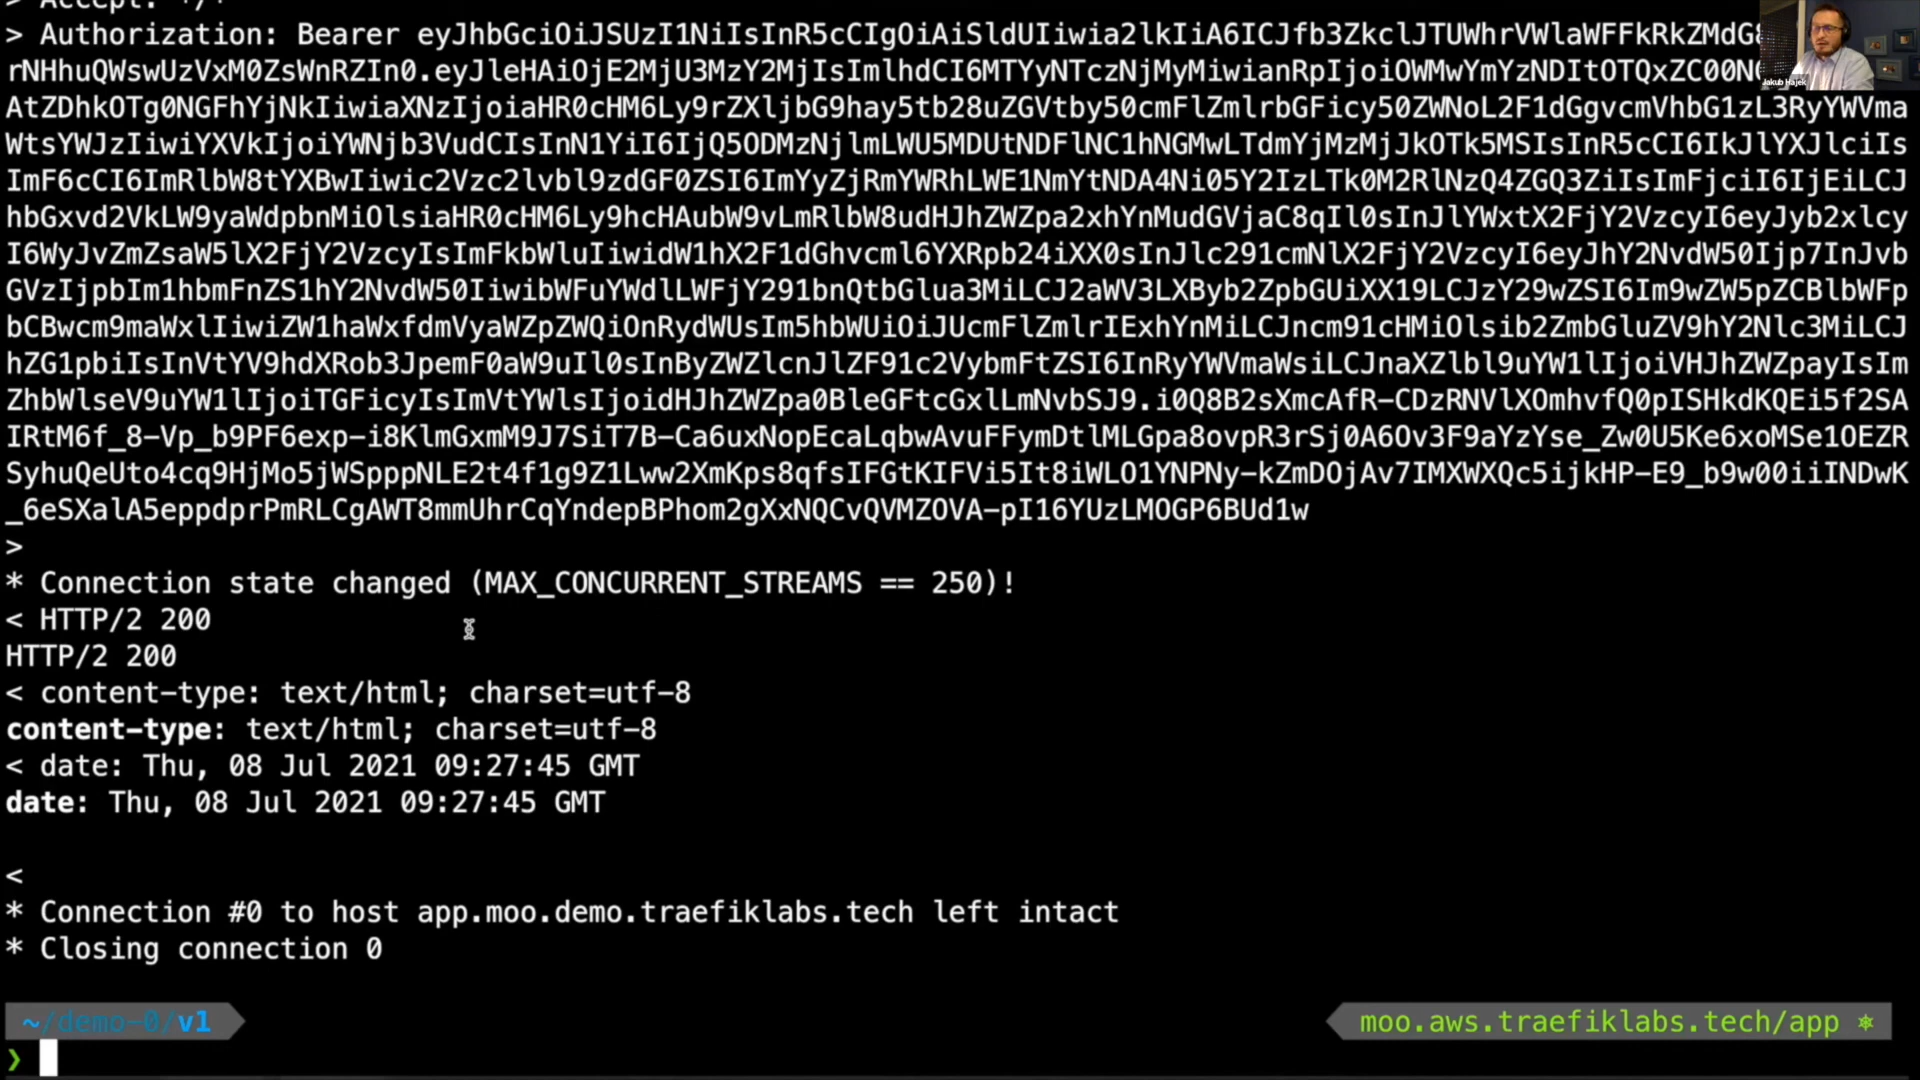 > Accept: */*
> Authorization: Bearer eyJhbGciOiJSUzI1NiIsInR5cCIgOiAiSldUIiwia2lkIiA6ICJfb3ZkclJTUWhrVWlaWFFkRkZMdG
rNHhuQWswUzVxM0ZsWnRZIn0.eyJleHAiOjE2MjU3MzY2MjIsImlhdCI6MTYyNTczNjMyMiwianRpIjoiOWMwYmYzNDItOTQxZC00N
AtZDhkOTg0NGFhYjNkIiwiaXNzIjoiaHR0cHM6Ly9rZXljbG9hay5tb28uZGVtby50cmFlZmlrbGFicy50ZWNoL2F1dGgvcmVhbG1zL3RyYWVma
WtsYWJzIiwiYXVkIjoiYWNjb3VudCIsInN1YiI6IjQ5ODMzNjlmLWU5MDUtNDFlNC1hNGMwLTdmYjMzMjJkOTk5MSIsInR5cCI6IkJlYXJlciIs
ImF6cCI6ImRlbW8tYXBwIiwic2Vzc2lvbl9zdGF0ZSI6ImYyZjRmYWRhLWE1NmYtNDA4Ni05Y2IzLTk0M2RlNzQ4ZGQ3ZiIsImFjciI6IjEiLCJ
hbGxvd2VkLW9yaWdpbnMiOlsiaHR0cHM6Ly9hcHAubW9vLmRlbW8udHJhZWZpa2xhYnMudGVjaC8qIl0sInJlYWxtX2FjY2VzcyI6eyJyb2xlcy
I6WyJvZmZsaW5lX2FjY2VzcyIsImFkbWluIiwidW1hX2F1dGhvcml6YXRpb24iXX0sInJlc291cmNlX2FjY2VzcyI6eyJhY2NvdW50Ijp7InJvb
GVzIjpbIm1hbmFnZS1hY2NvdW50IiwibWFuYWdlLWFjY291bnQtbGlua3MiLCJ2aWV3LXByb2ZpbGUiXX19LCJzY29wZSI6Im9wZW5pZCBlbWFp
bCBwcm9maWxlIiwiZW1haWxfdmVyaWZpZWQiOnRydWUsIm5hbWUiOiJUcmFlZmlrIExhYnMiLCJncm91cHMiOlsib2ZmbGluZV9hY2Nlc3MiLCJ
hZG1pbiIsInVtYV9hdXRob3JpemF0aW9uIl0sInByZWZlcnJlZF91c2VybmFtZSI6InRyYWVmaWsiLCJnaXZlbl9uYW1lIjoiVHJhZWZpayIsIm
ZhbWlseV9uYW1lIjoiTGFicyIsImVtYWlsIjoidHJhZWZpa0BleGFtcGxlLmNvbSJ9.i0Q8B2sXmcAfR-CDzRNVlXOmhvfQ0pISHkdKQEi5f2SA
IRtM6f_8-Vp_b9PF6exp-i8KlmGxmM9J7SiT7B-Ca6uxNopEcaLqbwAvuFFymDtlMLGpa8ovpR3rSj0A6Ov3F9aYzYse_Zw0U5Ke6xoMSe1OEZR
SyhuQeUto4cq9HjMo5jWSpppNLE2t4f1g9Z1Lww2XmKps8qfsIFGtKIFVi5It8iWLO1YNPNy-kZmDOjAv7IMXWXQc5ijkHP-E9_b9w00iiINDwK
_6eSXalA5eppdprPmRLCgAWT8mmUhrCqYndepBPhom2gXxNQCvQVMZOVA-pI16YUzLMOGP6BUd1w
>
* Connection state changed (MAX_CONCURRENT_STREAMS == 250)!
< HTTP/2 200
HTTP/2 200
< content-type: text/html; charset=utf-8
content-type: text/html; charset=utf-8
< date: Thu, 08 Jul 2021 09:27:45 GMT
date: Thu, 08 Jul 2021 09:27:45 GMT
<
* Connection #0 to host app.moo.demo.traefiklabs.tech left intact
* Closing connection 0
~/demo-0/v1 moo.aws.traefiklabs.tech/app ⎈
❯
Jakub Hajek